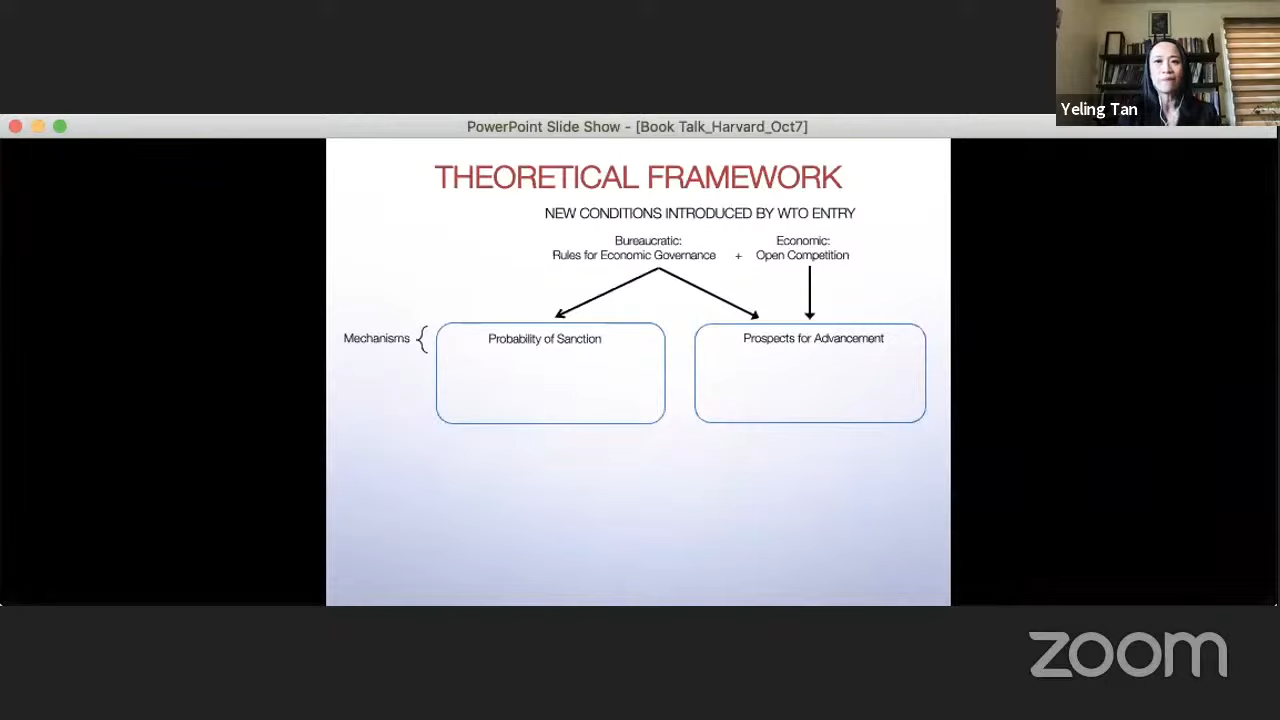 Yeling Tan
PowerPoint Slide Show - [Book Talk_Harvard_Oct7]
THEORETICAL FRAMEWORK
NEW CONDITIONS INTRODUCED BY WTO ENTRY
Bureaucratic:
Rules for Economic Governance
+
Economic:
Open Competition
Mechanisms
Probability of Sanction
Prospects for Advancement
zoom